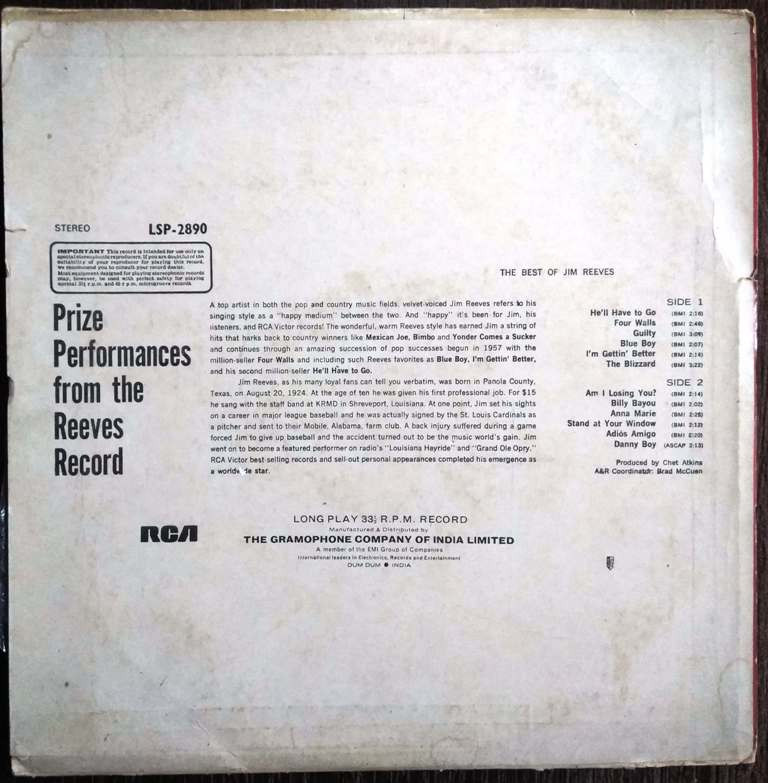 STEREO LSP-2890
IMPORTANT This record is intended for use only on
special stereophonic reproducers. If you are doubtful of the
suitability of your reproducer for playing this record,
we recommend you to consult your record dealer.
Most equipment designed for playing stereophonic records
may, however, be used with perfect safety for playing
special 33⅓ r.p.m. and 45 r.p.m. microgroove records
Prize
Performances
from the
Reeves
Record
THE BEST OF JIM REEVES
A top artist in both the pop and country music fields, velvet-voiced Jim Reeves refers to his
singing style as a "happy medium" between the two. And "happy" it's been for Jim, his
listeners, and RCA Victor records! The wonderful, warm Reeves style has earned Jim a string of
hits that harks back to country winners like Mexican Joe, Bimbo and Yonder Comes a Sucker
and continues through an amazing succession of pop successes begun in 1957 with the
million-seller Four Walls and including such Reeves favorites as Blue Boy, I'm Gettin' Better,
and his second million-seller He'll Have to Go.
Jim Reeves, as his many loyal fans can tell you verbatim, was born in Panola County,
Texas, on August 20, 1924. At the age of ten he was given his first professional job. For $15
he sang with the staff band at KRMD in Shreveport, Louisiana. At one point, Jim set his sights
on a career in major league baseball and he was actually signed by the St. Louis Cardinals as
a pitcher and sent to their Mobile, Alabama, farm club. A back injury suffered during a game
forced Jim to give up baseball and the accident turned out to be the music world's gain. Jim
went on to become a featured performer on radio's "Louisiana Hayride" and "Grand Ole Opry."
RCA Victor best-selling records and sell-out personal appearances completed his emergence as
a worldwide star.
SIDE 1
He'll Have to Go (BMI 2:16)
Four Walls (BMI 2:46)
Guilty (BMI 3:09)
Blue Boy (BMI 2:07)
I'm Gettin' Better (BMI 2:14)
The Blizzard (BMI 3:22)
SIDE 2
Am I Losing You? (BMI 2:14)
Billy Bayou (BMI 2:02)
Anna Marie (BMI 2:25)
Stand at Your Window (BMI 2:12)
Adiós Amigo (BMI 2:20)
Danny Boy (ASCAP 2:13)
Produced by Chet Atkins
A&R Coordinator: Brad McCuen
RCA
LONG PLAY 33⅓ R.P.M. RECORD
Manufactured & Distributed by
THE GRAMOPHONE COMPANY OF INDIA LIMITED
A member of the EMI Group of Companies
International leaders in Electronics, Records and Entertainment
DUM DUM ● INDIA